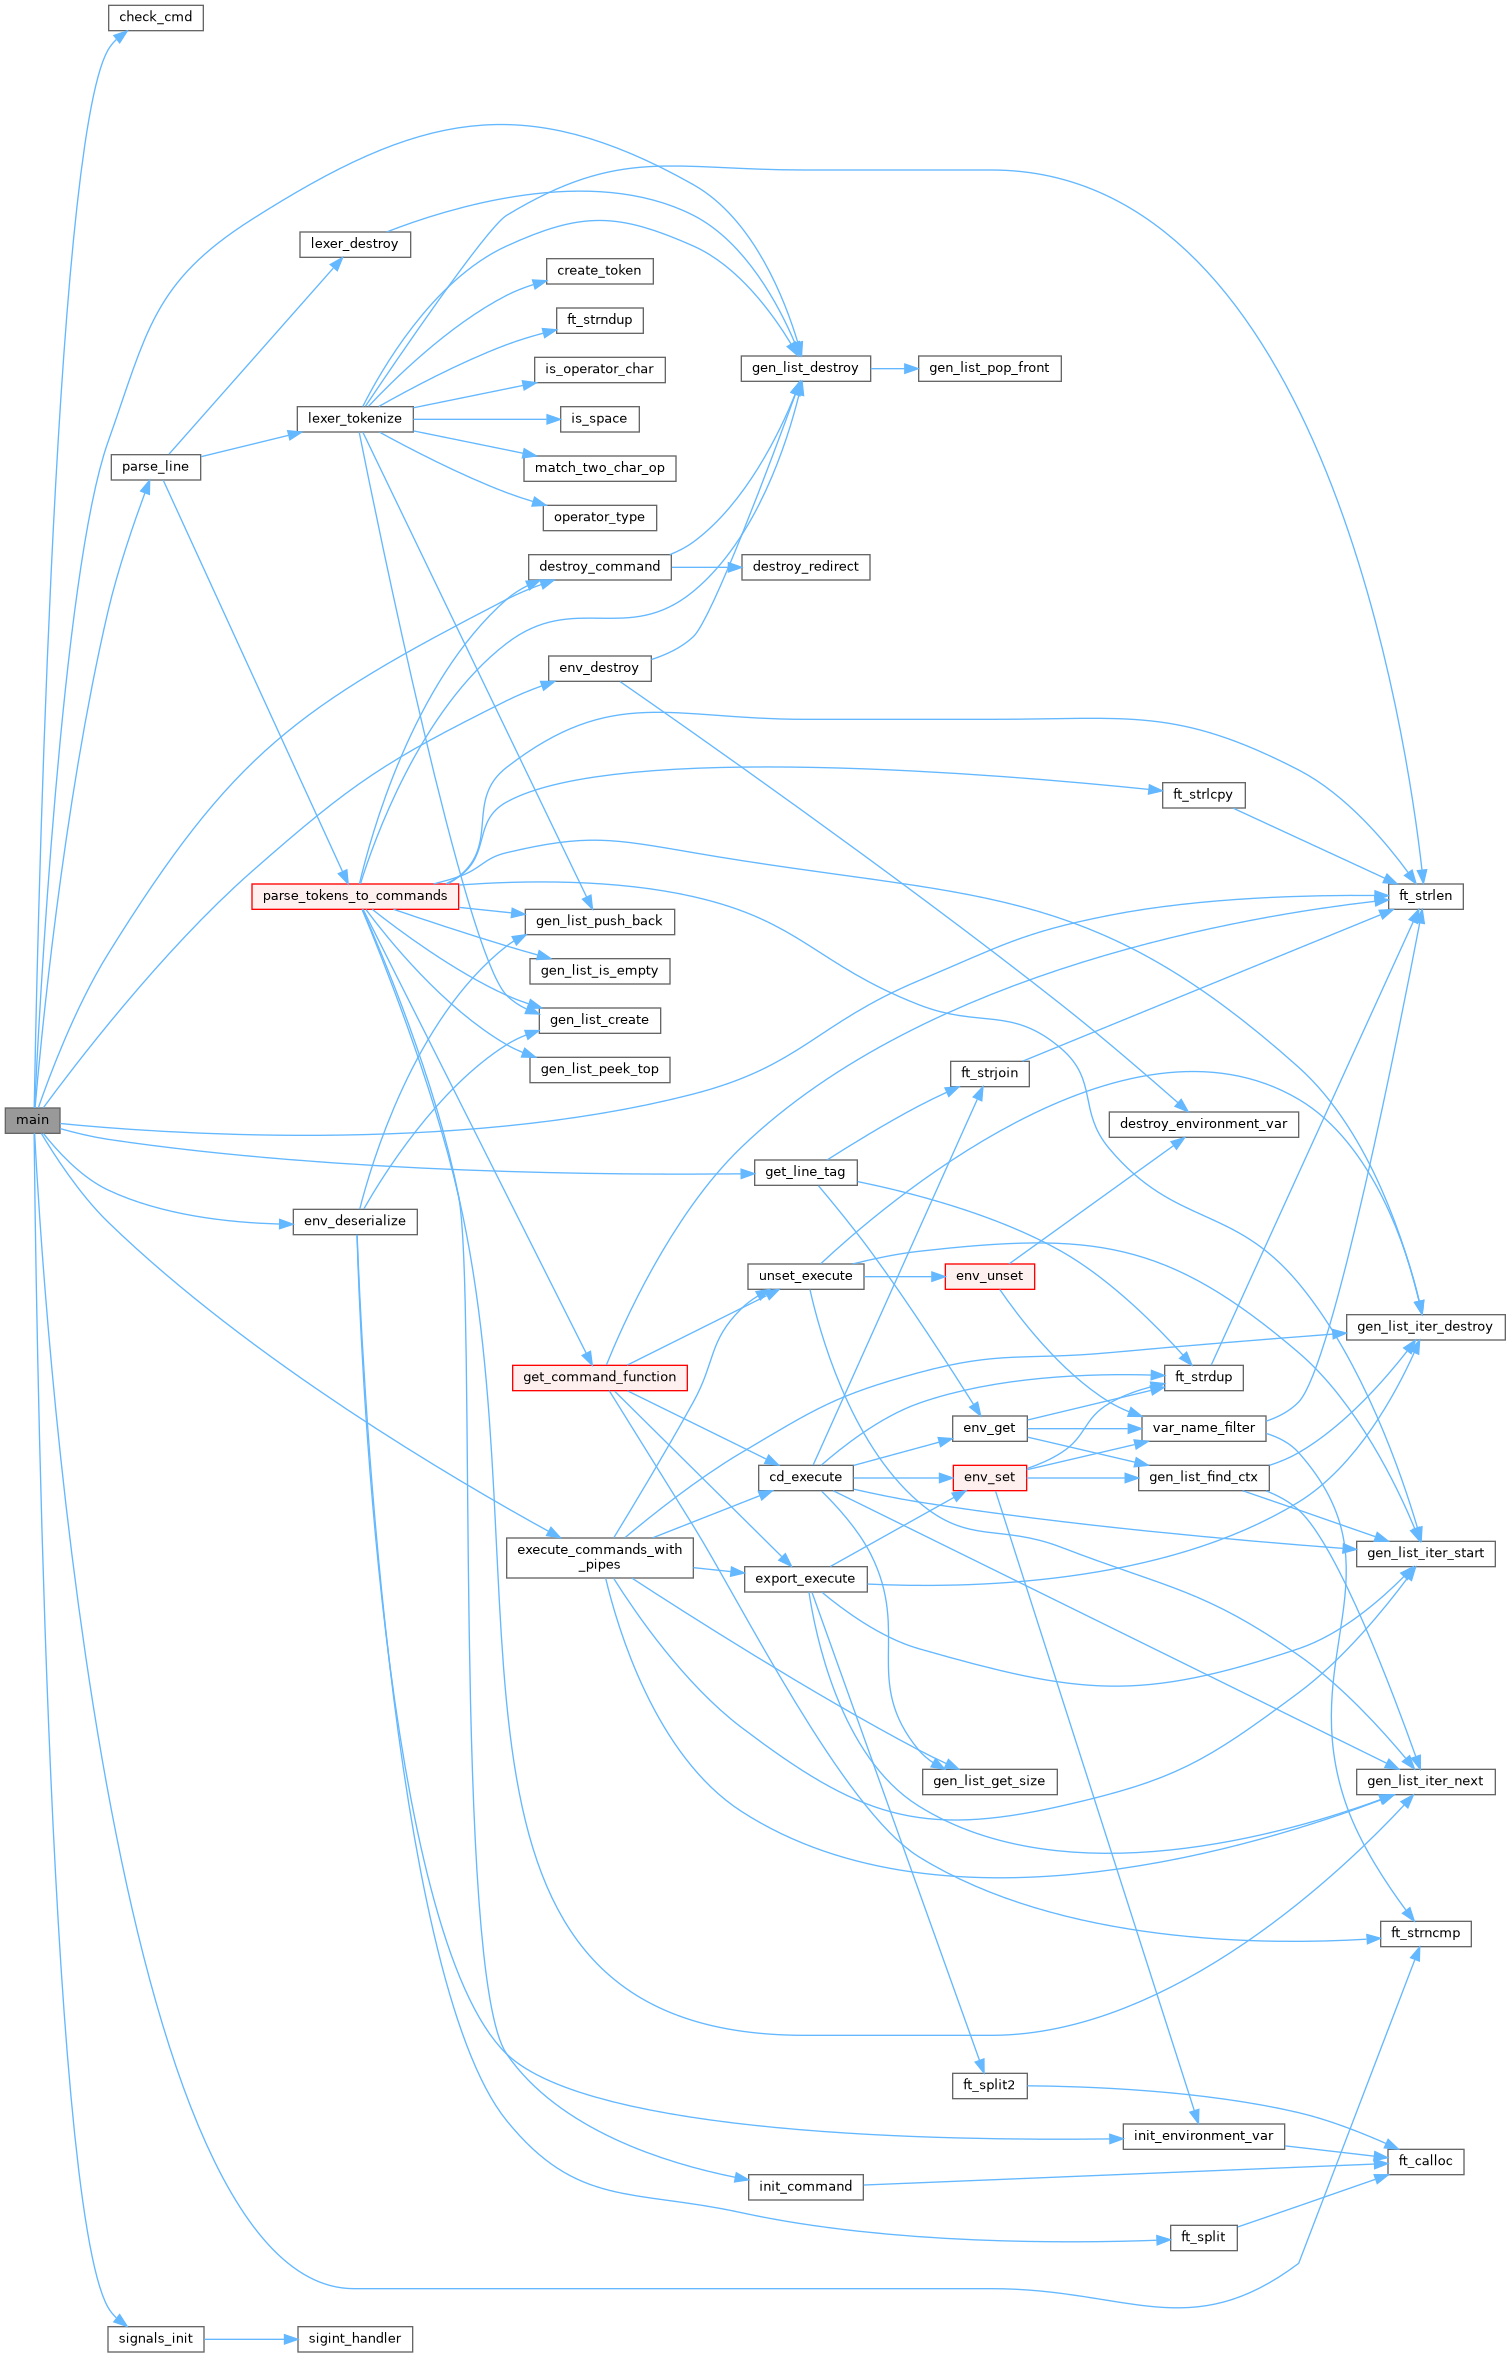 check_cmd
lexer_destroy
create_token
ft_strndup
is_operator_char
gen_list_destroy
gen_list_pop_front
lexer_tokenize
is_space
parse_line
match_two_char_op
operator_type
destroy_command
destroy_redirect
env_destroy
ft_strlcpy
parse_tokens_to_commands
ft_strlen
gen_list_push_back
gen_list_is_empty
gen_list_create
gen_list_peek_top
ft_strjoin
main
destroy_environment_var
get_line_tag
env_deserialize
unset_execute
env_unset
gen_list_iter_destroy
get_command_function
ft_strdup
env_get
var_name_filter
cd_execute
env_set
gen_list_find_ctx
execute_commands_with
_pipes
gen_list_iter_start
export_execute
gen_list_get_size
gen_list_iter_next
ft_strncmp
ft_split2
init_environment_var
ft_calloc
init_command
ft_split
signals_init
sigint_handler